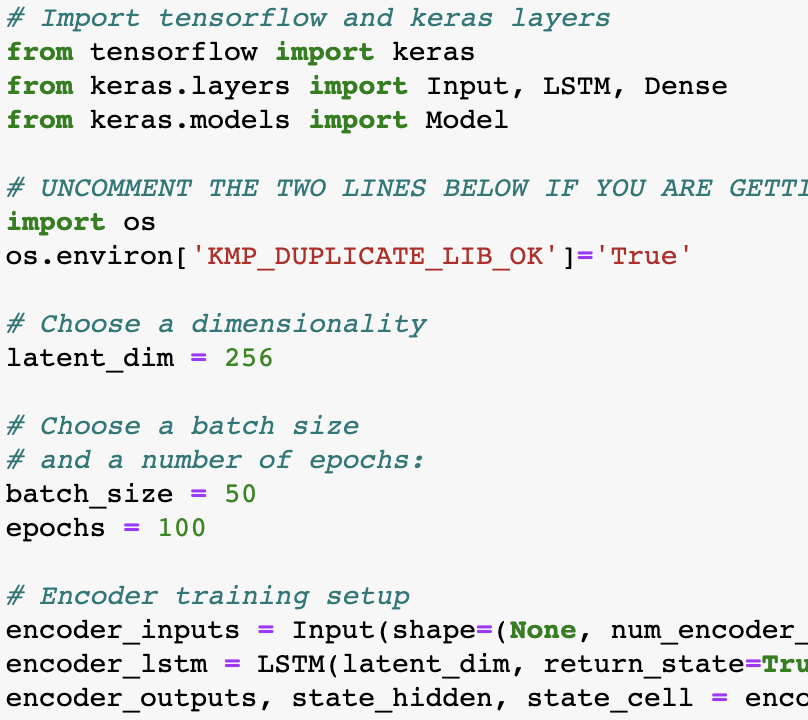 # Import tensorflow and keras layers
from tensorflow import keras
from keras.layers import Input, LSTM, Dense
from keras.models import Model
# UNCOMMENT THE TWO LINES BELOW IF YOU ARE GETTI
import os
os.environ['KMP_DUPLICATE_LIB_OK']='True'
# Choose a dimensionality
latent_dim = 256
# Choose a batch size
# and a number of epochs:
batch_size = 50
epochs = 100
# Encoder training setup
encoder_inputs = Input(shape=(None, num_encoder_
encoder_lstm = LSTM(latent_dim, return_state=Tru
encoder_outputs, state_hidden, state_cell = enco